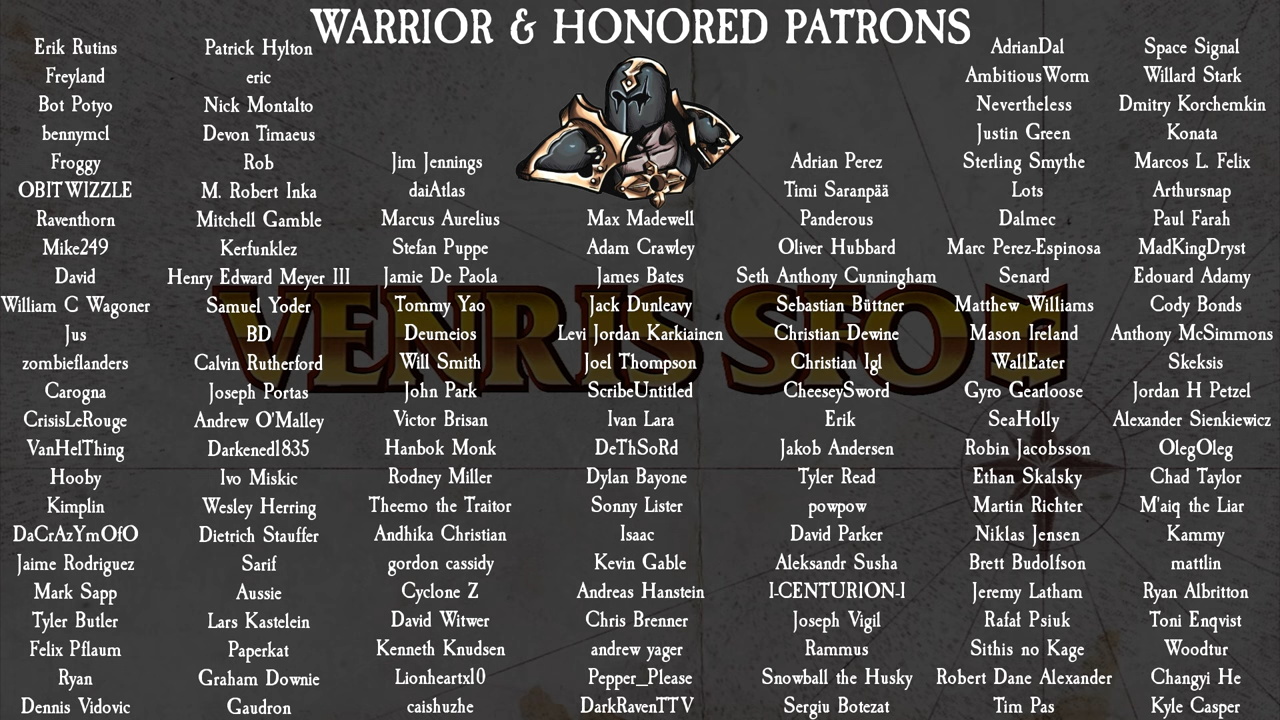 WARRIOR & HONORED PATRONS
Erik Rutins
Freyland
Bot Potyo
bennymcl
Froggy
OBITWIZZLE
Raventhorn
Mike249
David
William C Wagoner
Jus
zombieflanders
Carogna
CrisisLeRouge
VanHelThing
Hooby
Kimplin
DaCrAzYmOfO
Jaime Rodriguez
Mark Sapp
Tyler Butler
Felix Pflaum
Ryan
Dennis Vidovic
Patrick Hylton
eric
Nick Montalto
Devon Timaeus
Rob
M. Robert Inka
Mitchell Gamble
Kerfunklez
Henry Edward Meyer III
Samuel Yoder
BD
Calvin Rutherford
Joseph Portas
Andrew O'Malley
Darkened1835
Ivo Miskic
Wesley Herring
Dietrich Stauffer
Sarif
Aussie
Lars Kastelein
Paperkat
Graham Downie
Gaudron
Jim Jennings
daiAtlas
Marcus Aurelius
Stefan Puppe
Jamie De Paola
Tommy Yao
Deumeios
Will Smith
John Park
Victor Brisan
Hanbok Monk
Rodney Miller
Theemo the Traitor
Andhika Christian
gordon cassidy
Cyclone Z
David Witwer
Kenneth Knudsen
Lionheartx10
caishuzhe
Max Madewell
Adam Crawley
James Bates
Jack Dunleavy
Levi Jordan Karkiainen
Joel Thompson
ScribeUntitled
Ivan Lara
DeThSoRd
Dylan Bayone
Sonny Lister
Isaac
Kevin Gable
Andreas Hanstein
Chris Brenner
andrew yager
Pepper_Please
DarkRavenTTV
Adrian Perez
Timi Saranpää
Panderous
Oliver Hubbard
Seth Anthony Cunningham
Sebastian Büttner
Christian Dewine
Christian Igl
CheeseySword
Erik
Jakob Andersen
Tyler Read
powpow
David Parker
Aleksandr Susha
I-CENTURION-I
Joseph Vigil
Rammus
Snowball the Husky
Sergiu Botezat
AdrianDal
AmbitiousWorm
Nevertheless
Justin Green
Sterling Smythe
Lots
Dalmec
Marc Perez-Espinosa
Senard
Matthew Williams
Mason Ireland
WallEater
Gyro Gearloose
SeaHolly
Robin Jacobsson
Ethan Skalsky
Martin Richter
Niklas Jensen
Brett Budolfson
Jeremy Latham
Rafał Psiuk
Sithis no Kage
Robert Dane Alexander
Tim Pas
Space Signal
Willard Stark
Dmitry Korchemkin
Konata
Marcos L. Felix
Arthursnap
Paul Farah
MadKingDryst
Edouard Adamy
Cody Bonds
Anthony McSimmons
Skeksis
Jordan H Petzel
Alexander Sienkiewicz
OlegOleg
Chad Taylor
M'aiq the Liar
Kammy
mattlin
Ryan Albritton
Toni Enqvist
Woodtur
Changyi He
Kyle Casper